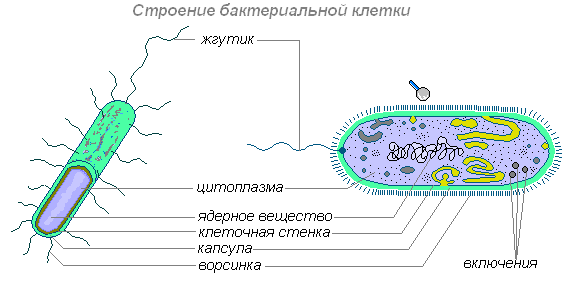 Строение бактериальной клетки
жгутик
цитоплазма
ядерное вещество
клеточная стенка
капсула
ворсинка
включения